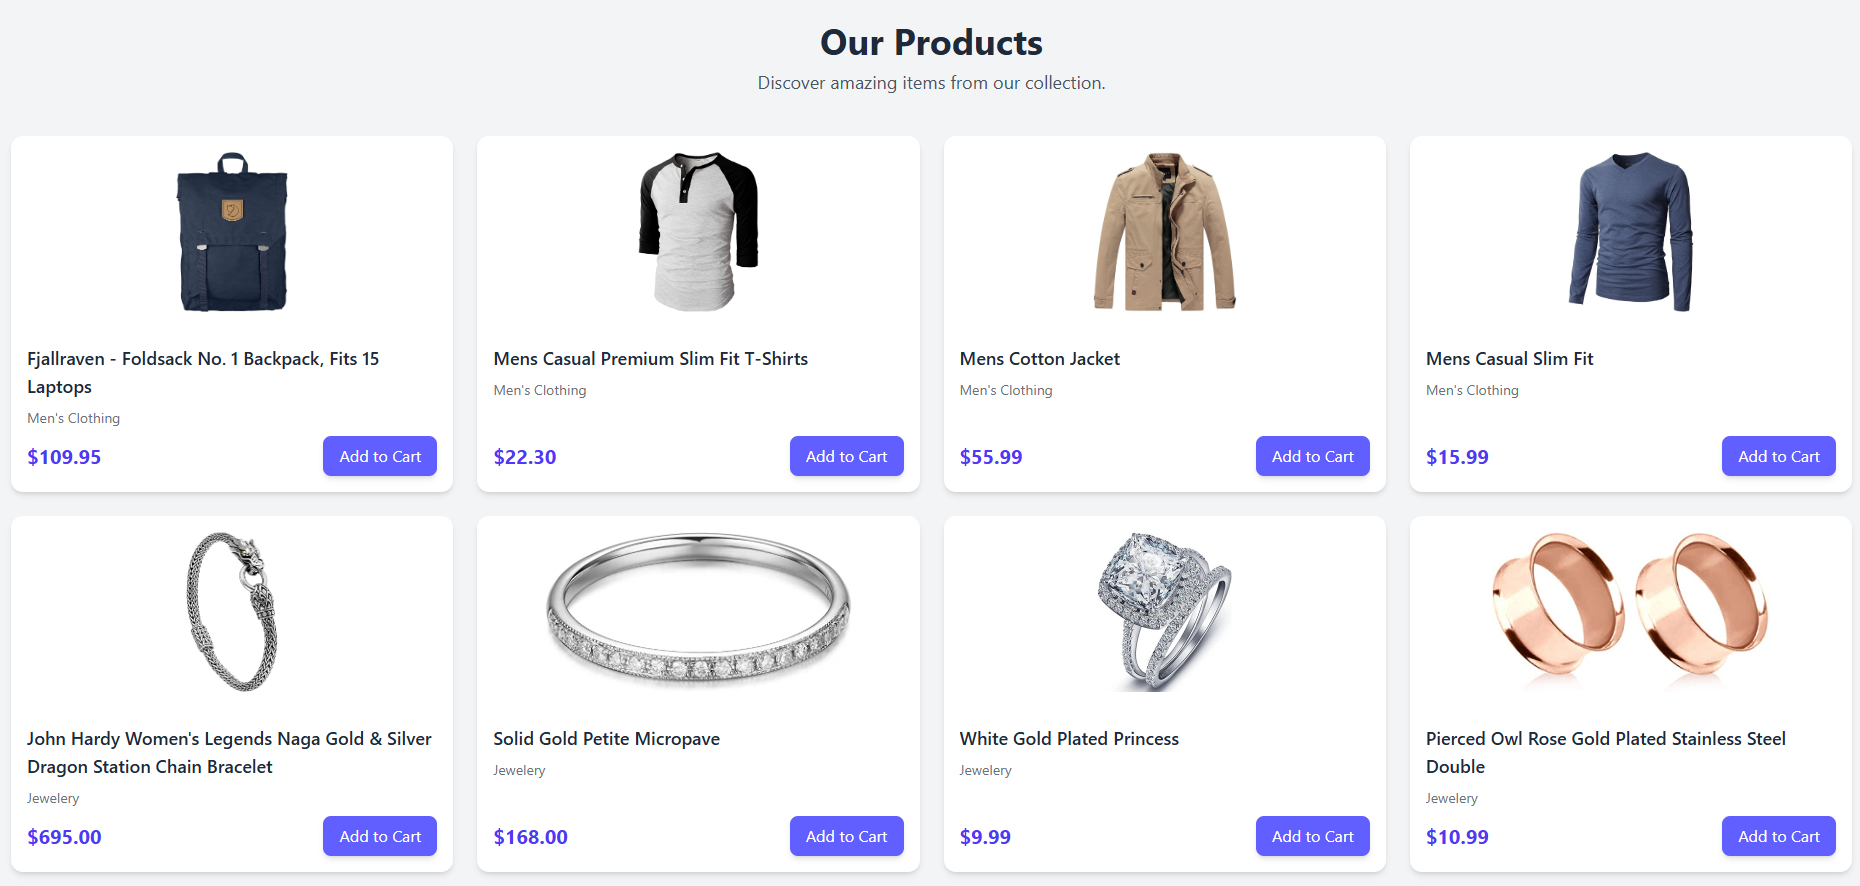 Our Products
Discover amazing items from our collection.
Fjallraven - Foldsack No. 1 Backpack, Fits 15
Laptops
Men's Clothing
$109.95
Add to Cart
Mens Casual Premium Slim Fit T-Shirts
Men's Clothing
$22.30
Add to Cart
Mens Cotton Jacket
Men's Clothing
$55.99
Add to Cart
Mens Casual Slim Fit
Men's Clothing
$15.99
Add to Cart
John Hardy Women's Legends Naga Gold & Silver
Dragon Station Chain Bracelet
Jewelery
$695.00
Add to Cart
Solid Gold Petite Micropave
Jewelery
$168.00
Add to Cart
White Gold Plated Princess
Jewelery
$9.99
Add to Cart
Pierced Owl Rose Gold Plated Stainless Steel
Double
Jewelery
$10.99
Add to Cart